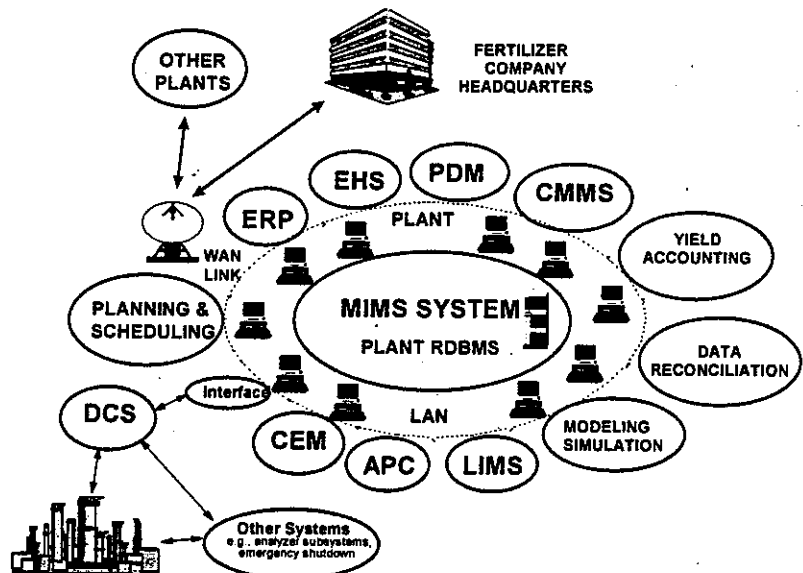 OTHER
PLANTS
FERTILIZER
COMPANY
HEADQUARTERS
EHS
PDM
CMMS
ERP
PLANT
WAN
LINK
YIELD
ACCOUNTING
PLANNING &
SCHEDULING
MIMS SYSTEM
PLANT RDBMS
DATA
RECONCILIATION
Interface
DCS
LAN
MODELING
SIMULATION
CEM
APC
LIMS
Other Systems
e.g., analyzer subsystems,
emergency shutdown